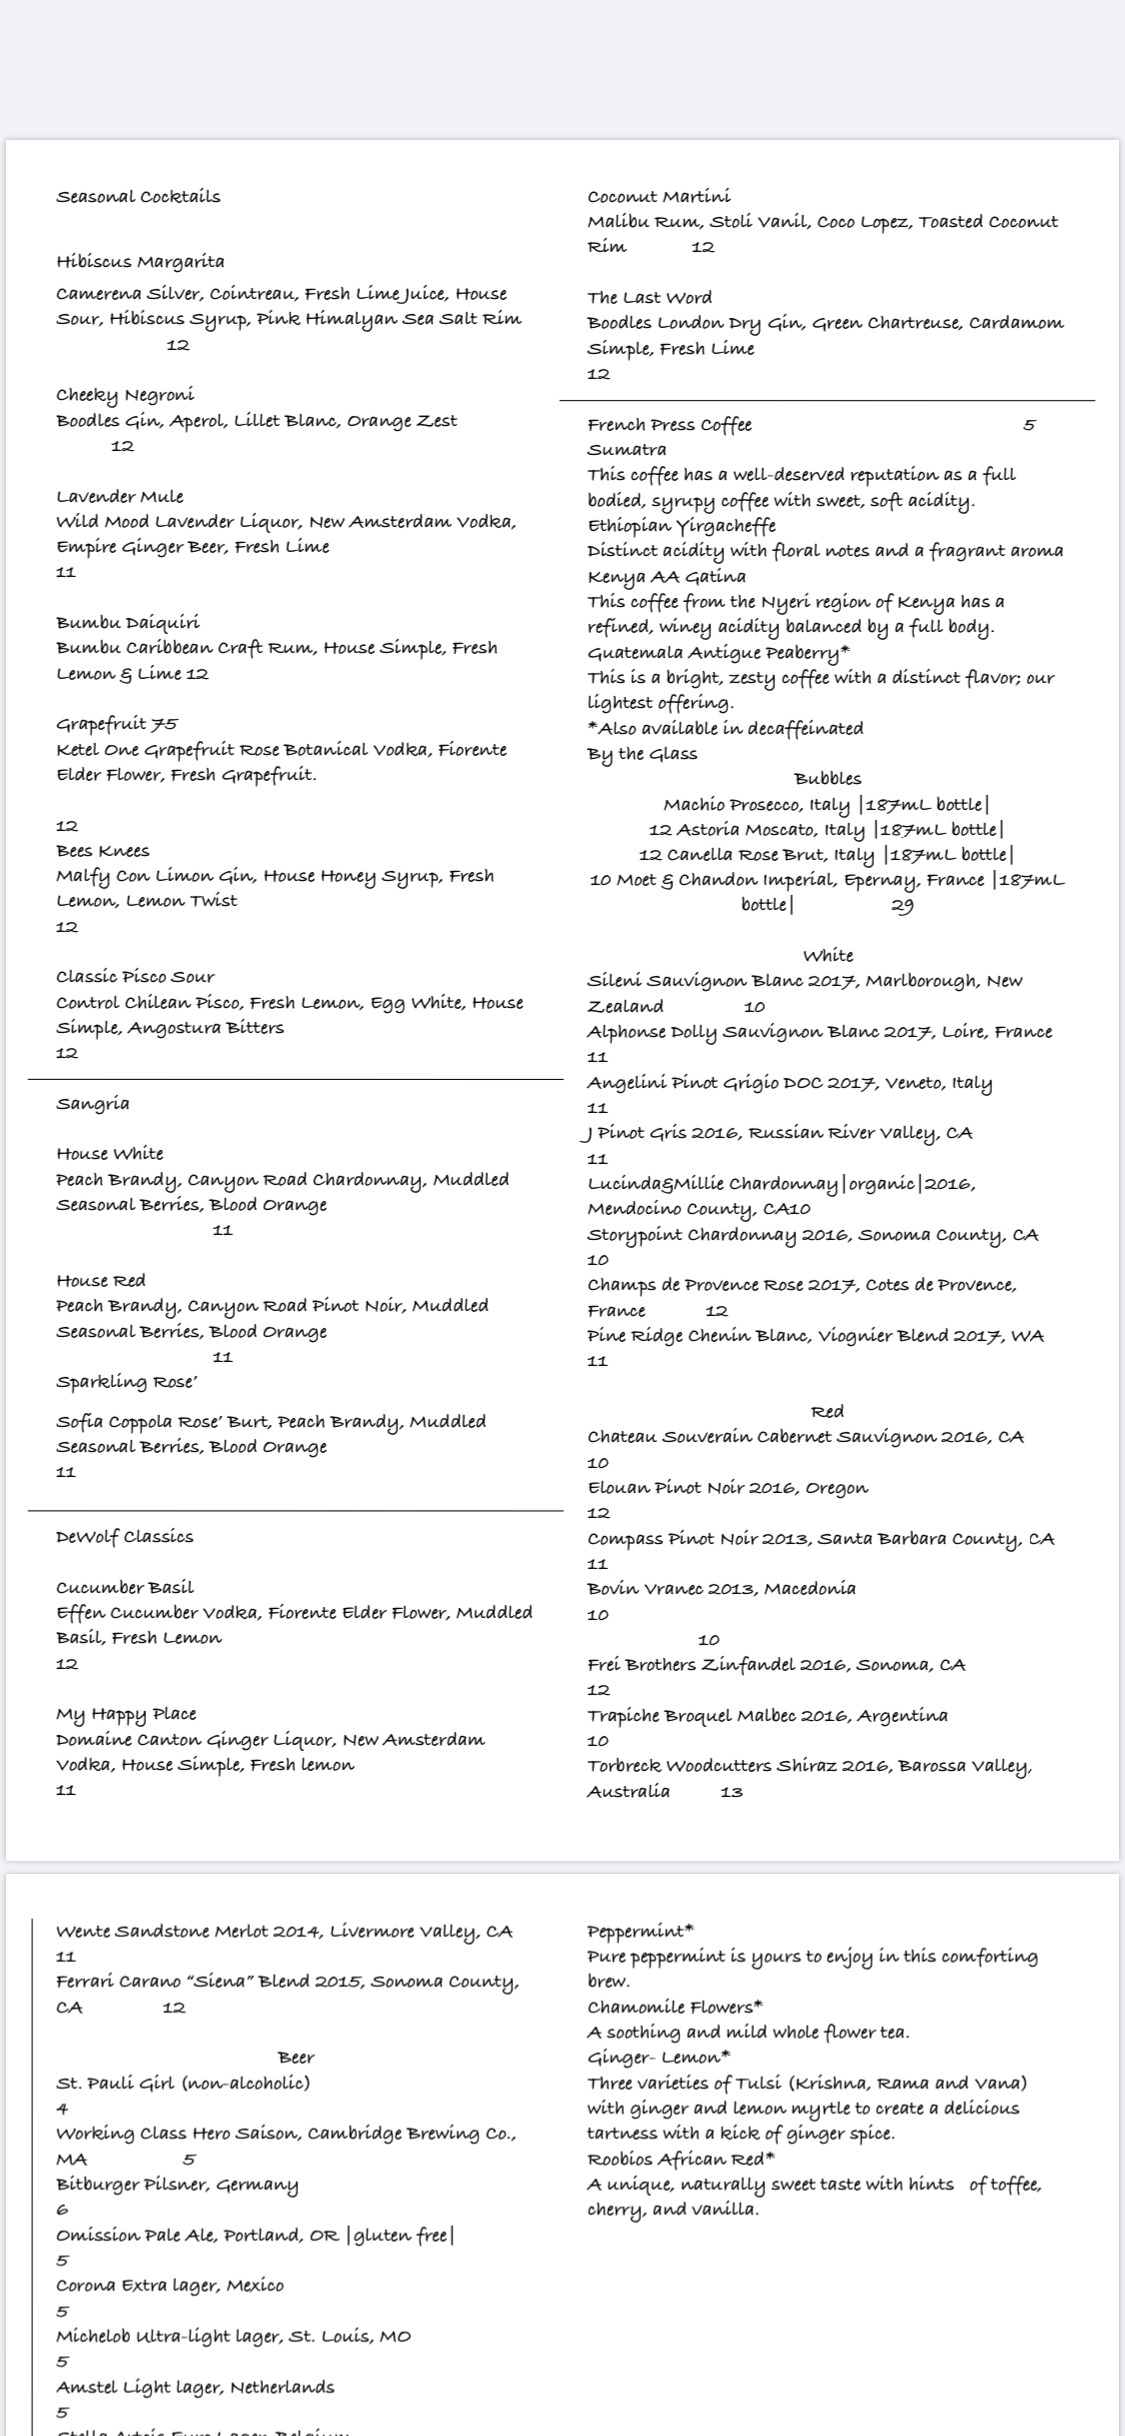 Seasonal Cocktails
Hibiscus Margarita
Camerena Silver, Cointreau, Fresh Lime Juice, House
Sour, Hibiscus Syrup, Pink Himalyan Sea Salt Rim
12
Cheeky Negroni
Boodles Gin, Aperol, Lillet Blanc, Orange Zest
12
Lavender Mule
Wild Mood Lavender Liquor, New Amsterdam Vodka,
Empire Ginger Beer, Fresh Lime
11
Bumbu Daiquiri
Bumbu Caribbean Craft Rum, House Simple, Fresh
Lemon & Lime 12
Grapefruit 75
Ketel One Grapefruit Rose Botanical Vodka, Fiorente
Elder Flower, Fresh Grapefruit.
12
Bees Knees
Malfy Con Limon Gin, House Honey Syrup, Fresh
Lemon, Lemon Twist
12
Classic Pisco Sour
Control Chilean Pisco, Fresh Lemon, Egg White, House
Simple, Angostura Bitters
12
Sangria
House White
Peach Brandy, Canyon Road Chardonnay, Muddled
Seasonal Berries, Blood Orange
11
House Red
Peach Brandy, Canyon Road Pinot Noir, Muddled
Seasonal Berries, Blood Orange
11
Sparkling Rose’
Sofia Coppola Rose’ Burt, Peach Brandy, Muddled
Seasonal Berries, Blood Orange
11
DeWolf Classics
Cucumber Basil
Effen Cucumber Vodka, Fiorente Elder Flower, Muddled
Basil, Fresh Lemon
12
My Happy Place
Domaine Canton Ginger Liquor, New Amsterdam
Vodka, House Simple, Fresh lemon
11
Coconut Martini
Malibu Rum, Stoli Vanil, Coco Lopez, Toasted Coconut
Rim 12
The Last Word
Boodles London Dry Gin, Green Chartreuse, Cardamom
Simple, Fresh Lime
12
French Press Coffee 5
Sumatra
This coffee has a well-deserved reputation as a full
bodied, syrupy coffee with sweet, soft acidity.
Ethiopian Yirgacheffe
Distinct acidity with floral notes and a fragrant aroma
Kenya AA Gatina
This coffee from the Nyeri region of Kenya has a
refined, winey acidity balanced by a full body.
Guatemala Antigue Peaberry*
This is a bright, zesty coffee with a distinct flavor; our
lightest offering.
*Also available in decaffeinated
By the Glass
Bubbles
Machio Prosecco, Italy |187mL bottle|
12 Astoria Moscato, Italy |187mL bottle|
12 Canella Rose Brut, Italy |187mL bottle|
10 Moet & Chandon Imperial, Epernay, France |187mL
bottle| 29
White
Sileni Sauvignon Blanc 2017, Marlborough, New
Zealand 10
Alphonse Dolly Sauvignon Blanc 2017, Loire, France
11
Angelini Pinot Grigio DOC 2017, Veneto, Italy
11
J Pinot Gris 2016, Russian River Valley, CA
11
Lucinda&Millie Chardonnay|organic|2016,
Mendocino County, CA10
Storypoint Chardonnay 2016, Sonoma County, CA
10
Champs de Provence Rose 2017, Cotes de Provence,
France 12
Pine Ridge Chenin Blanc, Viognier Blend 2017, WA
11
Red
Chateau Souverain Cabernet Sauvignon 2016, CA
10
Elouan Pinot Noir 2016, Oregon
12
Compass Pinot Noir 2013, Santa Barbara County, CA
11
Bovin Vranec 2013, Macedonia
10
10
Frei Brothers Zinfandel 2016, Sonoma, CA
12
Trapiche Broquel Malbec 2016, Argentina
10
Torbreck Woodcutters Shiraz 2016, Barossa Valley,
Australia 13
Wente Sandstone Merlot 2014, Livermore Valley, CA
11
Ferrari Carano “Siena” Blend 2015, Sonoma County,
CA 12
Beer
St. Pauli Girl (non-alcoholic)
4
Working Class Hero Saison, Cambridge Brewing Co.,
MA 5
Bitburger Pilsner, Germany
6
Omission Pale Ale, Portland, OR |gluten free|
5
Corona Extra lager, Mexico
5
Michelob Ultra-light lager, St. Louis, MO
5
Amstel Light lager, Netherlands
5
Stella Artois Euro Lager, Belgium
Peppermint*
Pure peppermint is yours to enjoy in this comforting
brew.
Chamomile Flowers*
A soothing and mild whole flower tea.
Ginger- Lemon*
Three varieties of Tulsi (Krishna, Rama and Vana)
with ginger and lemon myrtle to create a delicious
tartness with a kick of ginger spice.
Roobios African Red*
A unique, naturally sweet taste with hints of toffee,
cherry, and vanilla.